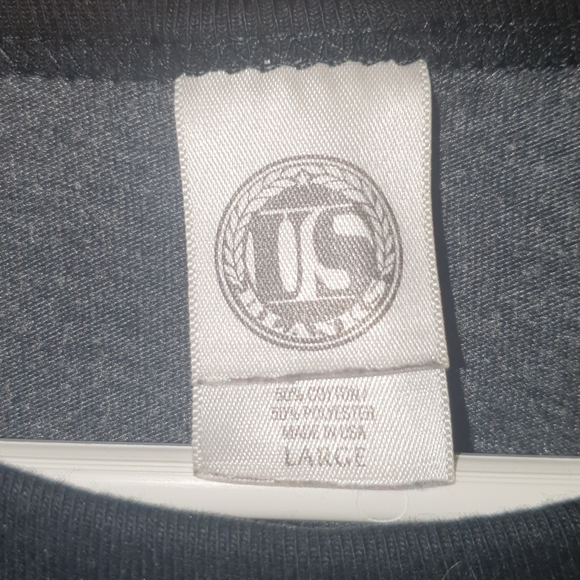 US
BLANKS
50% COTTON/
50% POLYESTER
MADE IN USA
LARGE